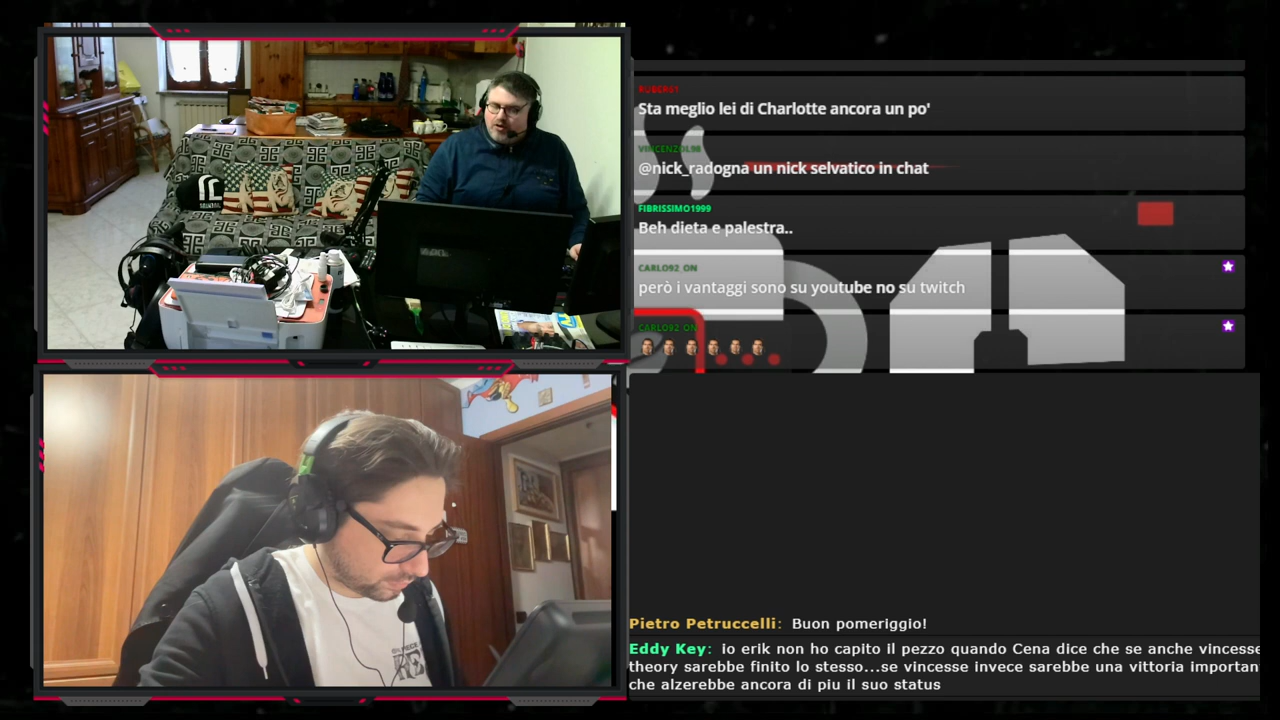 RUBER61
Sta meglio lei di Charlotte ancora un po'
VINCENZOL98
@nick_radogna un nick selvatico in chat
FIBRISSIMO1999
Beh dieta e palestra..
CARLO92_ON
però i vantaggi sono su youtube no su twitch
CARLO92_ON
Pietro Petruccelli: Buon pomeriggio!
Eddy Key: io erik non ho capito il pezzo quando Cena dice che se anche vincesse
theory sarebbe finito lo stesso...se vincesse invece sarebbe una vittoria importan
che alzerebbe ancora di piu il suo status